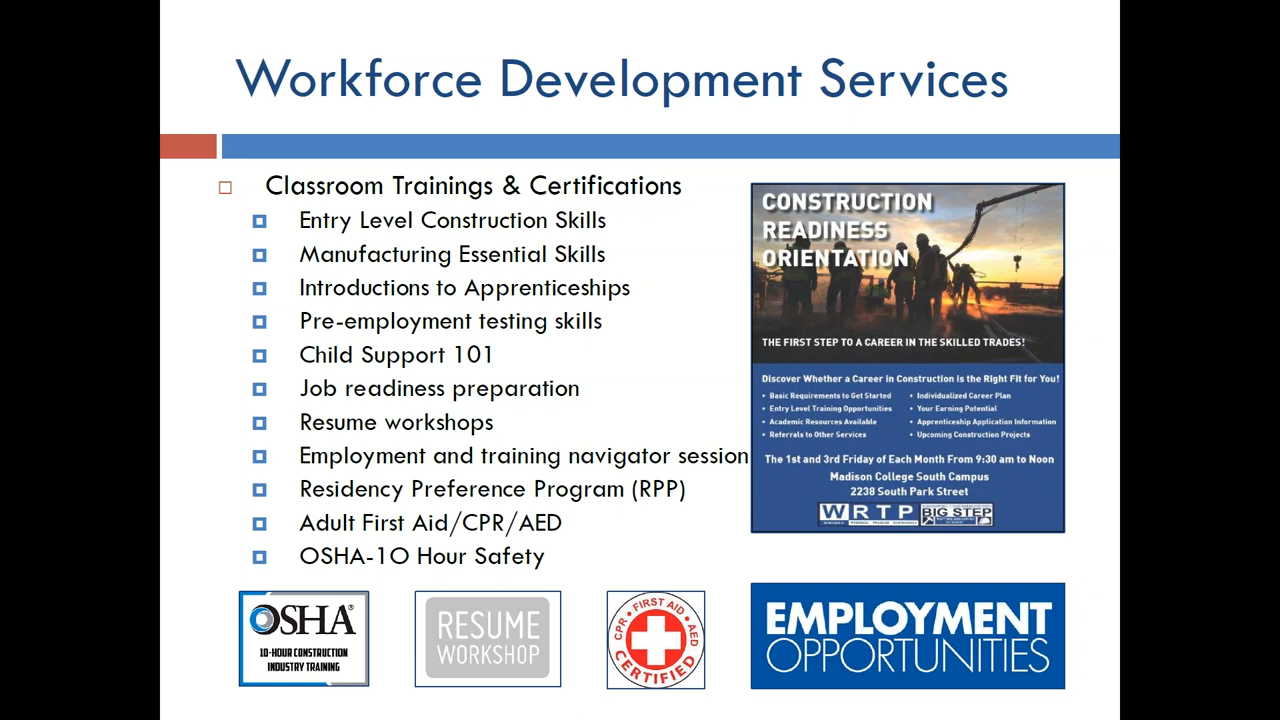 Workforce Development Services
Classroom Trainings & Certifications
Entry Level Construction Skills
Manufacturing Essential Skills
Introductions to Apprenticeships
Pre-employment testing skills
Child Support 101
Job readiness preparation
Resume workshops
Employment and training navigator session
Residency Preference Program (RPP)
Adult First Aid/CPR/AED
OSHA-10 Hour Safety
CONSTRUCTION
READINESS
ORIENTATION
THE FIRST STEP TO A CAREER IN THE SKILLED TRADES!
Discover Whether a Career in Construction is the Right Fit for You!
• Basic Requirements to Get Started
• Entry Level Training Opportunities
• Academic Resources Available
• Referrals to Other Services
• Individualized Career Plan
• Your Earning Potential
• Apprenticeship Application Information
• Upcoming Construction Projects
The 1st and 3rd Friday of Each Month From 9:30 am to Noon
Madison College South Campus
2238 South Park Street
WRTP
BIG STEP
OSHA®
10-HOUR CONSTRUCTION
INDUSTRY TRAINING
RESUME
WORKSHOP
CPR • FIRST AID • AED
CERTIFIED
EMPLOYMENT
OPPORTUNITIES